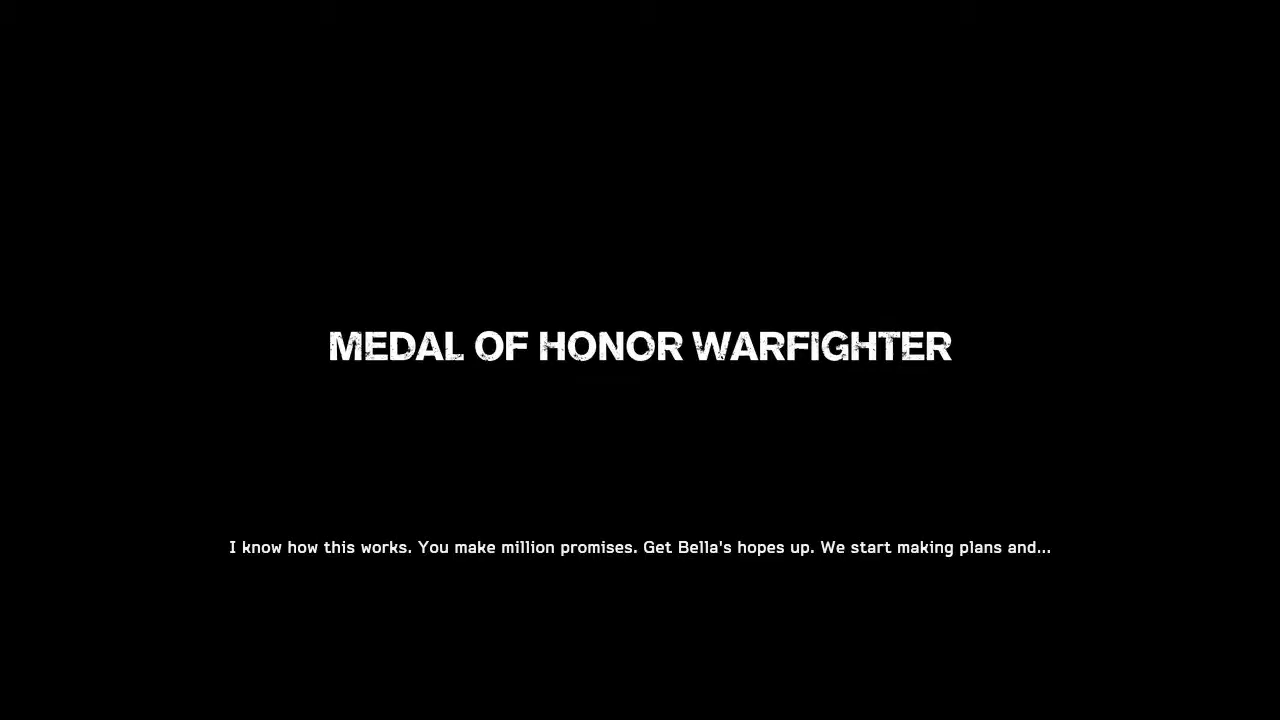 MEDAL OF HONOR WARFIGHTER
I know how this works. You make million promises. Get Bella's hopes up. We start making plans and...